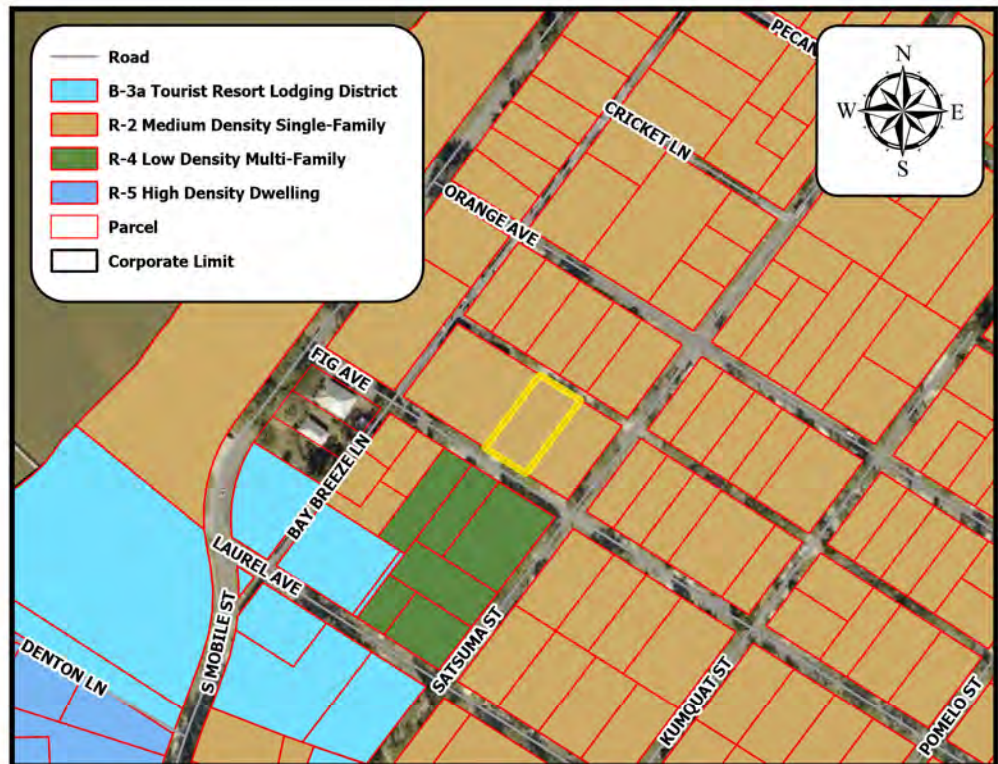 Road
B-3a Tourist Resort Lodging District
R-2 Medium Density Single-Family
R-4 Low Density Multi-Family
R-5 High Density Dwelling
Parcel
Corporate Limit
PECAN
N
W
E
S
CRICKET LN
ORANGE AVE
FIG AVE
BAY BREEZE LN
LAUREL AVE
S MOBILE ST
DENTON LN
SATSUMA ST
KUMQUAT ST
POMELO ST